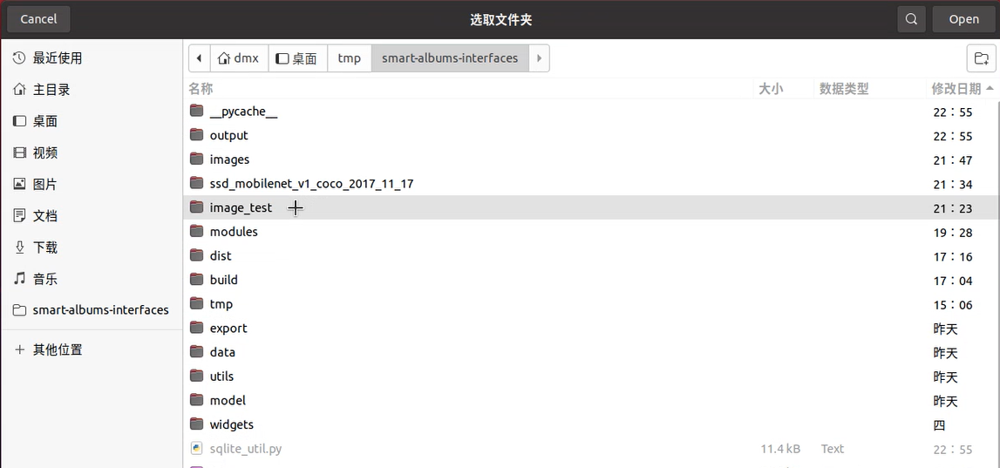 Cancel 选取文件夹 Open
dmx 桌面 tmp smart-albums-interfaces
最近使用
主目录
桌面
视频
图片
文档
下载
音乐
smart-albums-interfaces
其他位置
名称 大小 数据类型 修改日期
__pycache__ 22：55
output 22：55
images 21：47
ssd_mobilenet_v1_coco_2017_11_17 21：34
image_test 21：23
modules 19：28
dist 17：16
build 17：04
tmp 15：06
export 昨天
data 昨天
utils 昨天
model 昨天
widgets 四
sqlite_util.py 11.4 kB Text 22：55